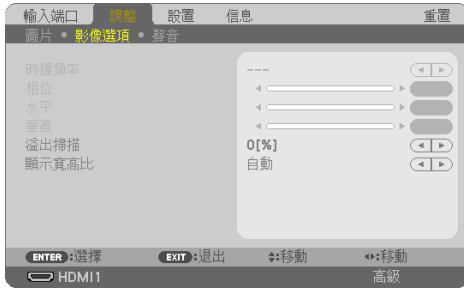 輸入端口 調整 設置 信息 重置
圖片 • 影像選項 • 聲音
時鐘頻率 ---
相位
水平
垂直
溢出掃描 0[%]
顯示寬高比 自動
ENTER:選擇 EXIT:退出 :移動 :移動
HDMI1 高級